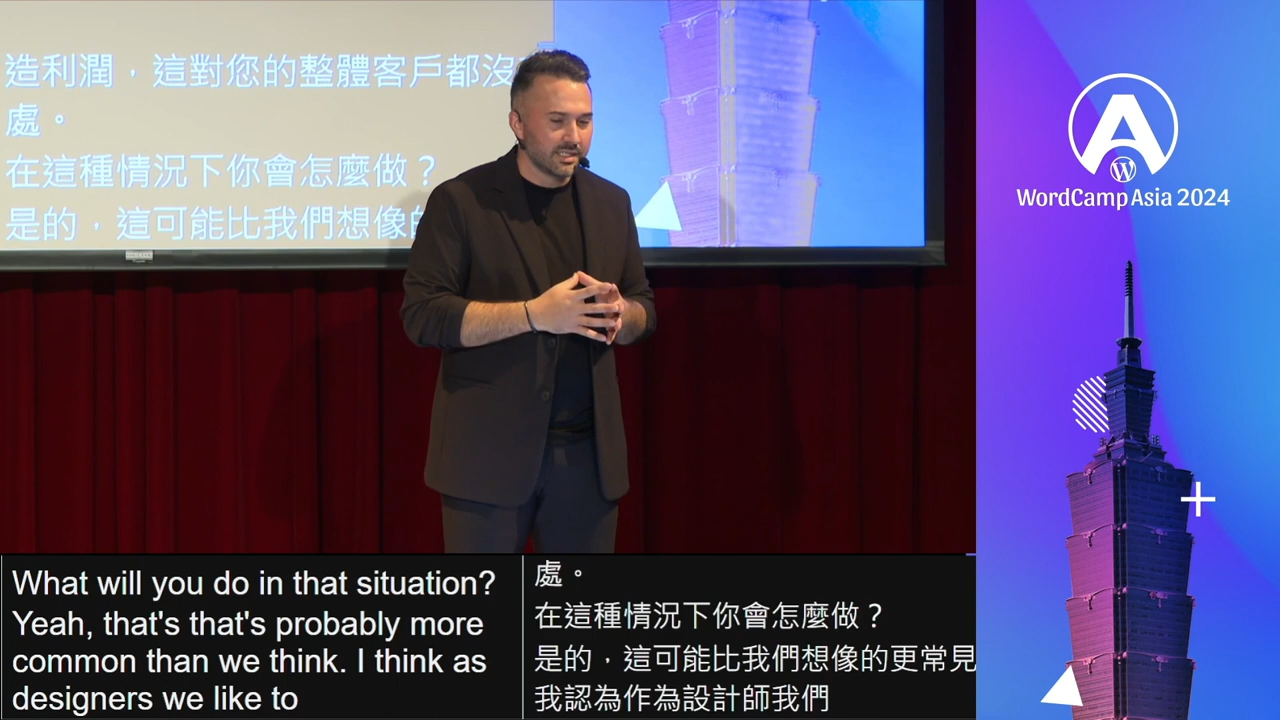 造利潤，這對您的整體客戶都沒
處。
在這種情況下你會怎麼做？
是的，這可能比我們想像的
WordCamp Asia 2024
What will you do in that situation?
Yeah, that's that's probably more
common than we think. I think as
designers we like to
處。
在這種情況下你會怎麼做？
是的，這可能比我們想像的更常見
我認為作為設計師我們